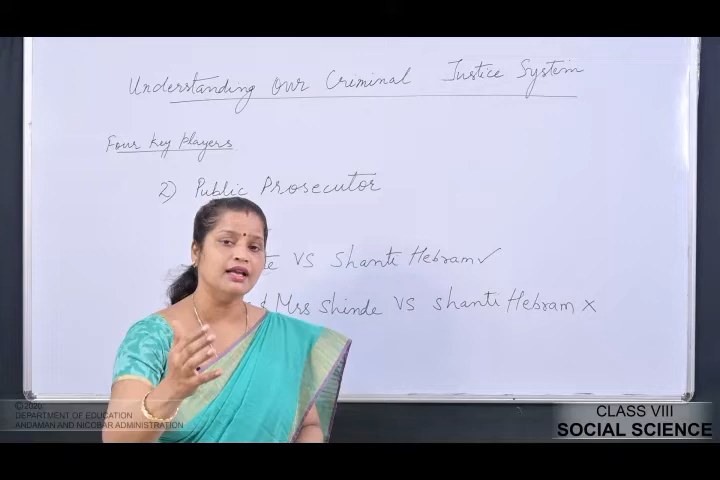 Understanding Our Criminal Justice System
Four Key Players
2) Public Prosecutor
te VS Shanti Hebram ✓
d Mrs Shinde VS Shanti Hebram ×
©2020
DEPARTMENT OF EDUCATION
ANDAMAN AND NICOBAR ADMINISTRATION
CLASS VIII
SOCIAL SCIENCE